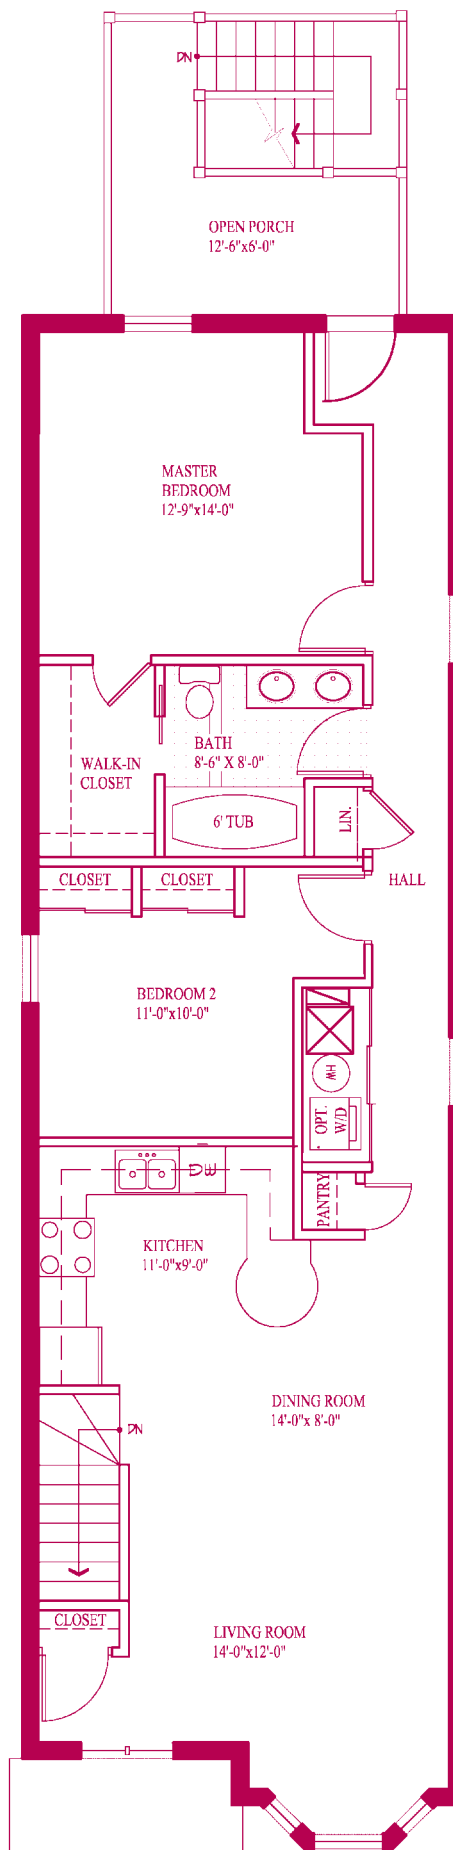 DN
OPEN PORCH
12'-6"x6'-0"
MASTER
BEDROOM
12'-9"x14'-0"
BATH
8'-6" X 8'-0"
WALK-IN
CLOSET
6' TUB
LIN.
CLOSET
CLOSET
HALL
BEDROOM 2
11'-0"x10'-0"
HW
OPT.
W/D
DW
PANTRY
KITCHEN
11'-0"x9'-0"
DINING ROOM
14'-0"x 8'-0"
DN
CLOSET
LIVING ROOM
14'-0"x12'-0"